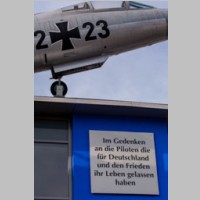 2 23
Im Gedenken
an die Piloten die
für Deutschland
und den Frieden
ihr Leben gelassen
haben